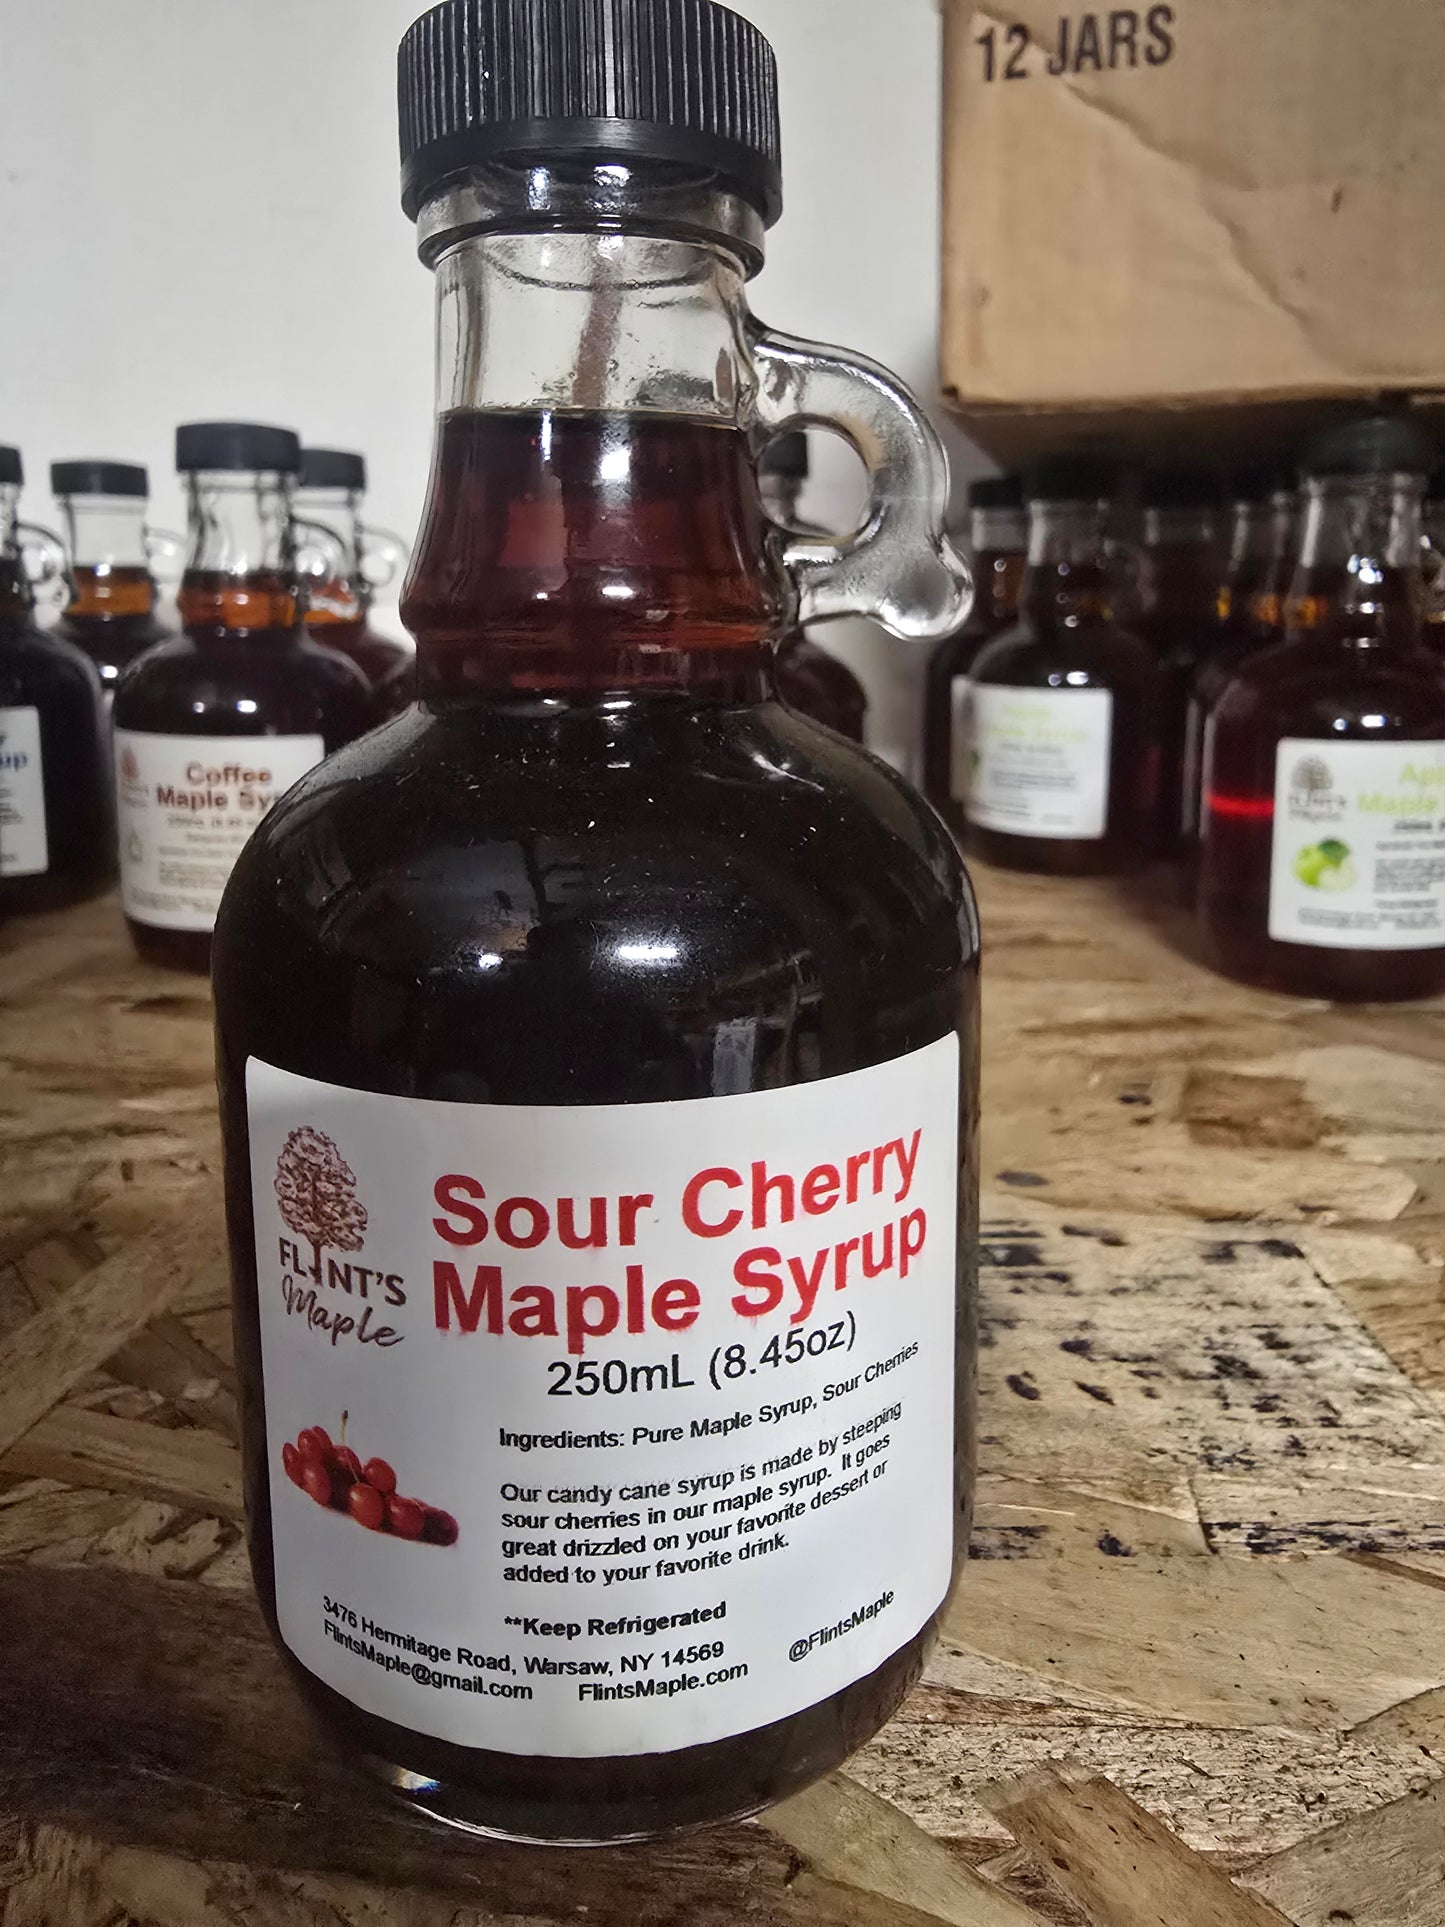 12 JARS
Coffee
Maple
FLINT'S
Maple
Sour Cherry
Maple Syrup
250mL (8.45oz)
Ingredients: Pure Maple Syrup, Sour Cherries
Our candy cane syrup is made by steeping
sour cherries in our maple syrup. It goes
great drizzled on your favorite dessert or
added to your favorite drink.
**Keep Refrigerated
3476 Hermitage Road, Warsaw, NY 14569
FlintsMaple@gmail.com FlintsMaple.com
@FlintsMaple
FLINT'S
Maple